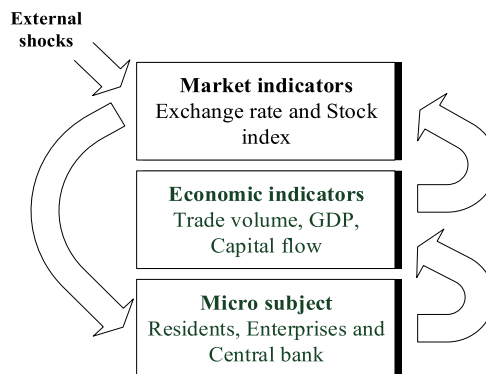 External
shocks
Market indicators
Exchange rate and Stock
index
Economic indicators
Trade volume, GDP,
Capital flow
Micro subject
Residents, Enterprises and
Central bank